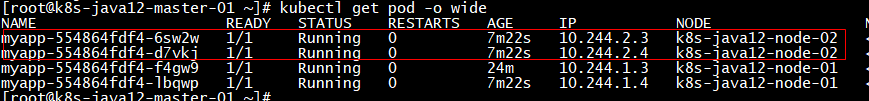 [root@k8s-java12-master-01 ~]# kubectl get pod -o wide
NAME READY STATUS RESTARTS AGE IP NODE
myapp-554864fdf4-6sw2w 1/1 Running 0 7m22s 10.244.2.3 k8s-java12-node-02
myapp-554864fdf4-d7vkj 1/1 Running 0 7m22s 10.244.2.4 k8s-java12-node-02
myapp-554864fdf4-f4gw9 1/1 Running 0 24m 10.244.1.3 k8s-java12-node-01 <
myapp-554864fdf4-lbqwp 1/1 Running 0 7m22s 10.244.1.4 k8s-java12-node-01 <
[root@k8s-java12-master-01 ~]#